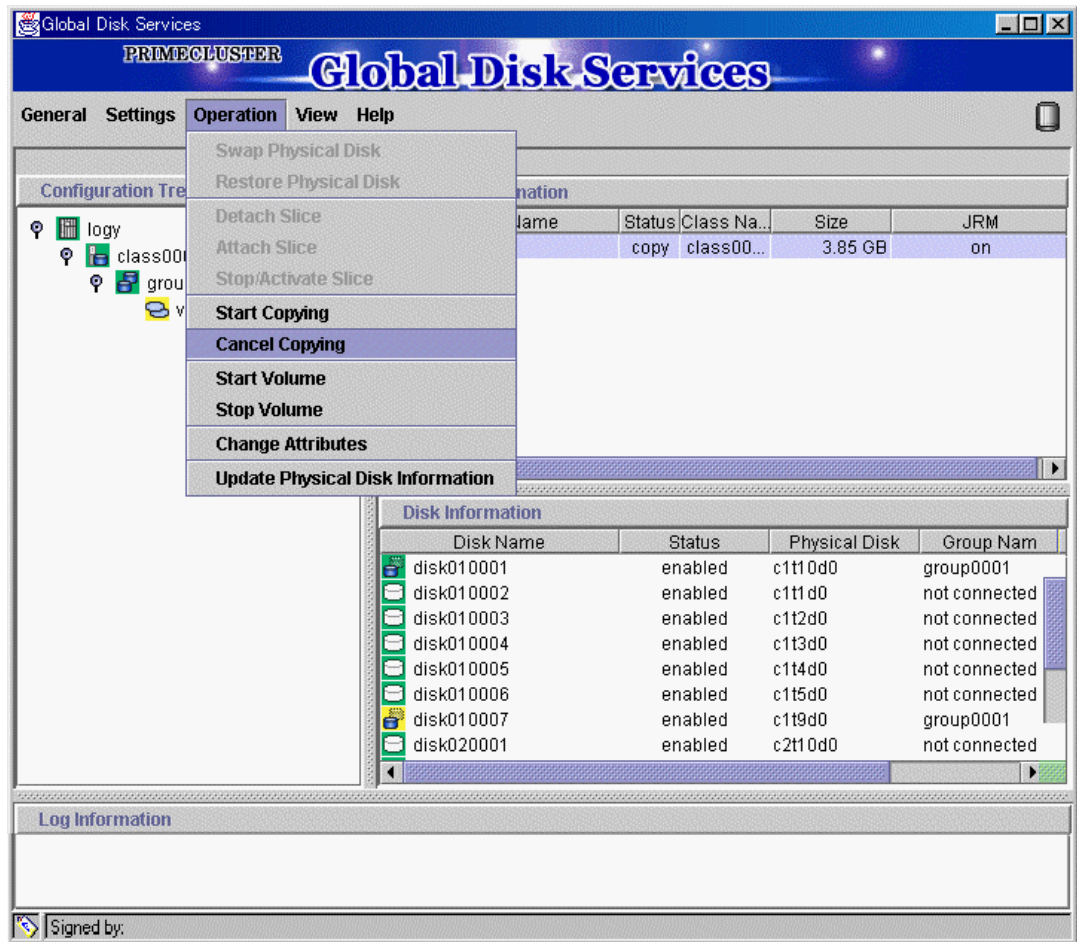 Global Disk Services
PRIMECLUSTER
Global Disk Services
General Settings Operation View Help
Swap Physical Disk
Restore Physical Disk
Detach Slice
Attach Slice
Stop/Activate Slice
Start Copying
Cancel Copying
Start Volume
Stop Volume
Change Attributes
Update Physical Disk Information
Configuration Tre
logy
class00
grou
v
nation
Name Status Class Na... Size JRM
copy class00... 3.85 GB on
Disk Information
Disk Name Status Physical Disk Group Nam
disk010001 enabled c1t10d0 group0001
disk010002 enabled c1t1d0 not connected
disk010003 enabled c1t2d0 not connected
disk010004 enabled c1t3d0 not connected
disk010005 enabled c1t4d0 not connected
disk010006 enabled c1t5d0 not connected
disk010007 enabled c1t9d0 group0001
disk020001 enabled c2t10d0 not connected
Log Information
Signed by: